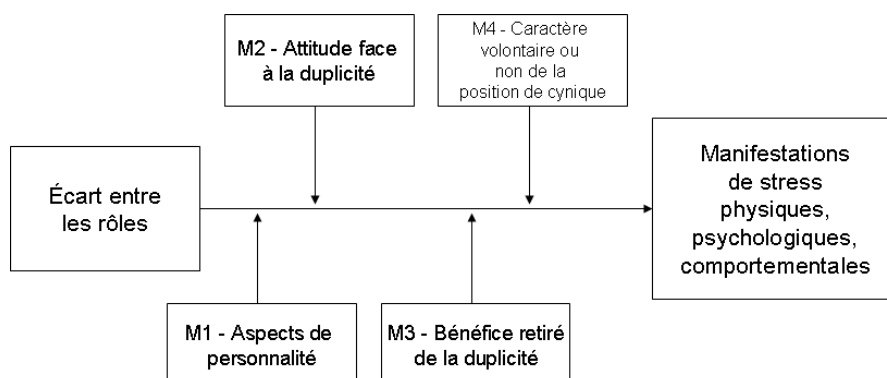 M2 - Attitude face
à la duplicité
M4 - Caractère
volontaire ou
non de la
position de cynique
Écart entre
les rôles
Manifestations
de stress
physiques,
psychologiques,
comportementales
M1 - Aspects de
personnalité
M3 - Bénéfice retiré
de la duplicité